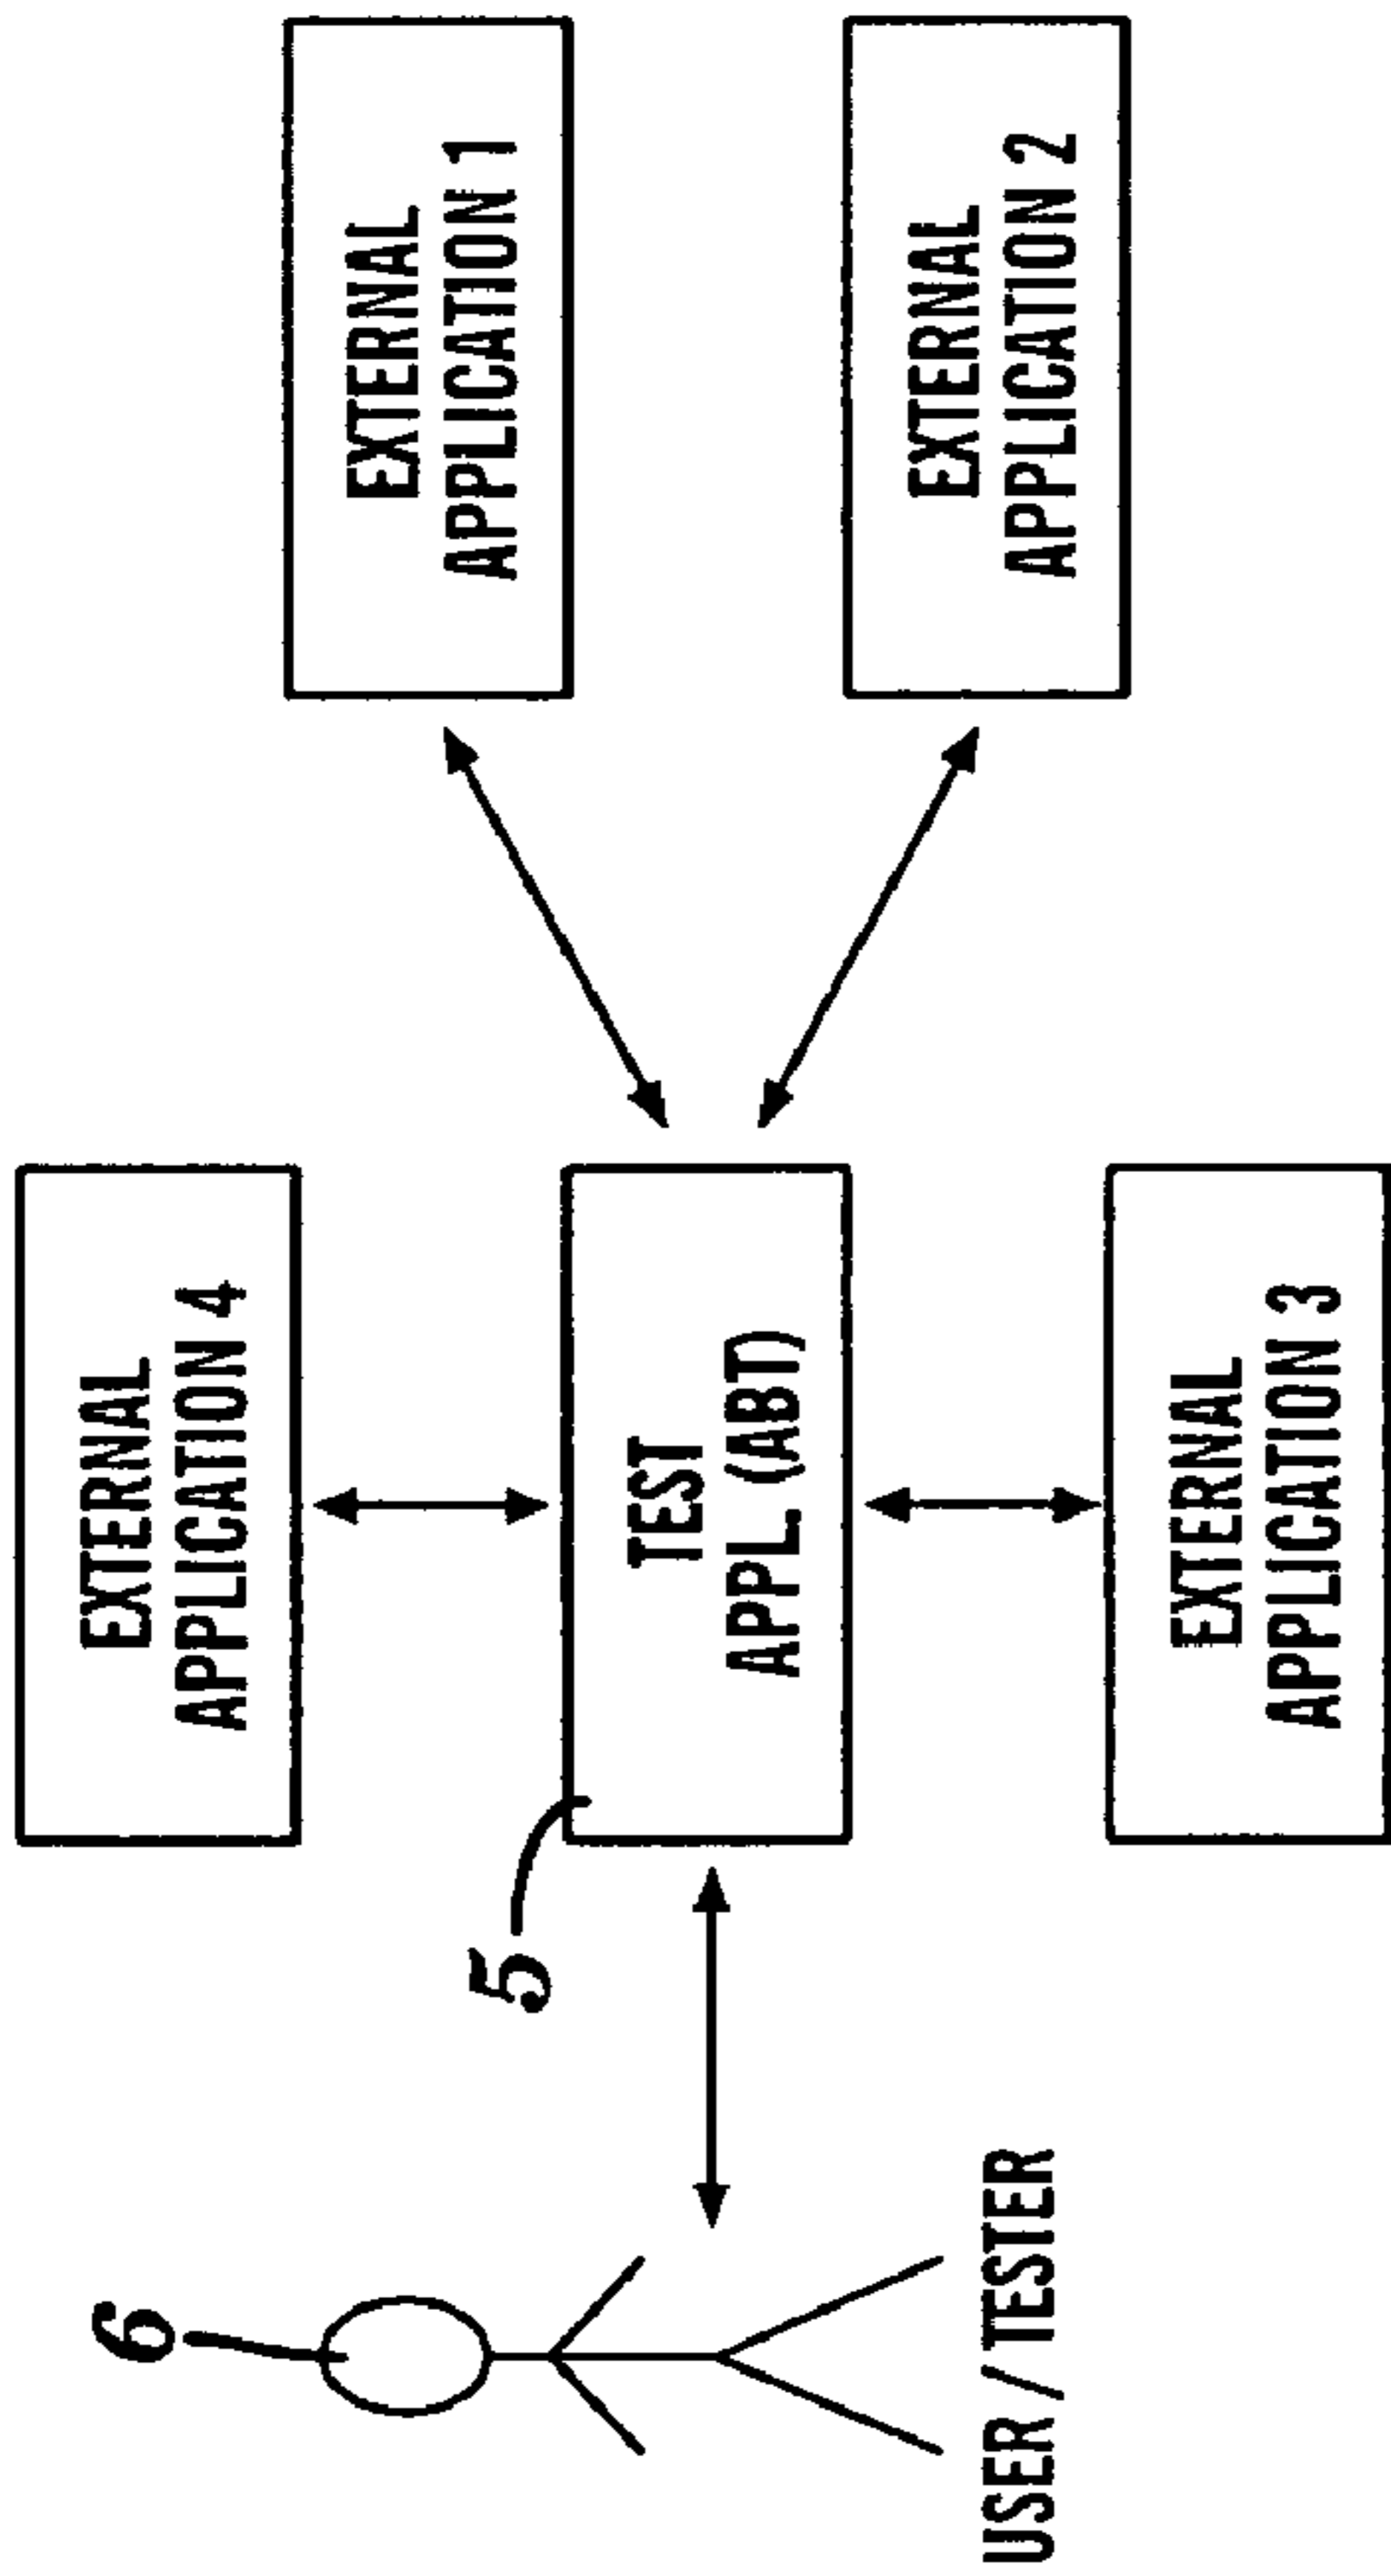 6
USER / TESTER
5
EXTERNAL
APPLICATION 4
TEST
APPL. (ABT)
EXTERNAL
APPLICATION 3
EXTERNAL
APPLICATION 1
EXTERNAL
APPLICATION 2